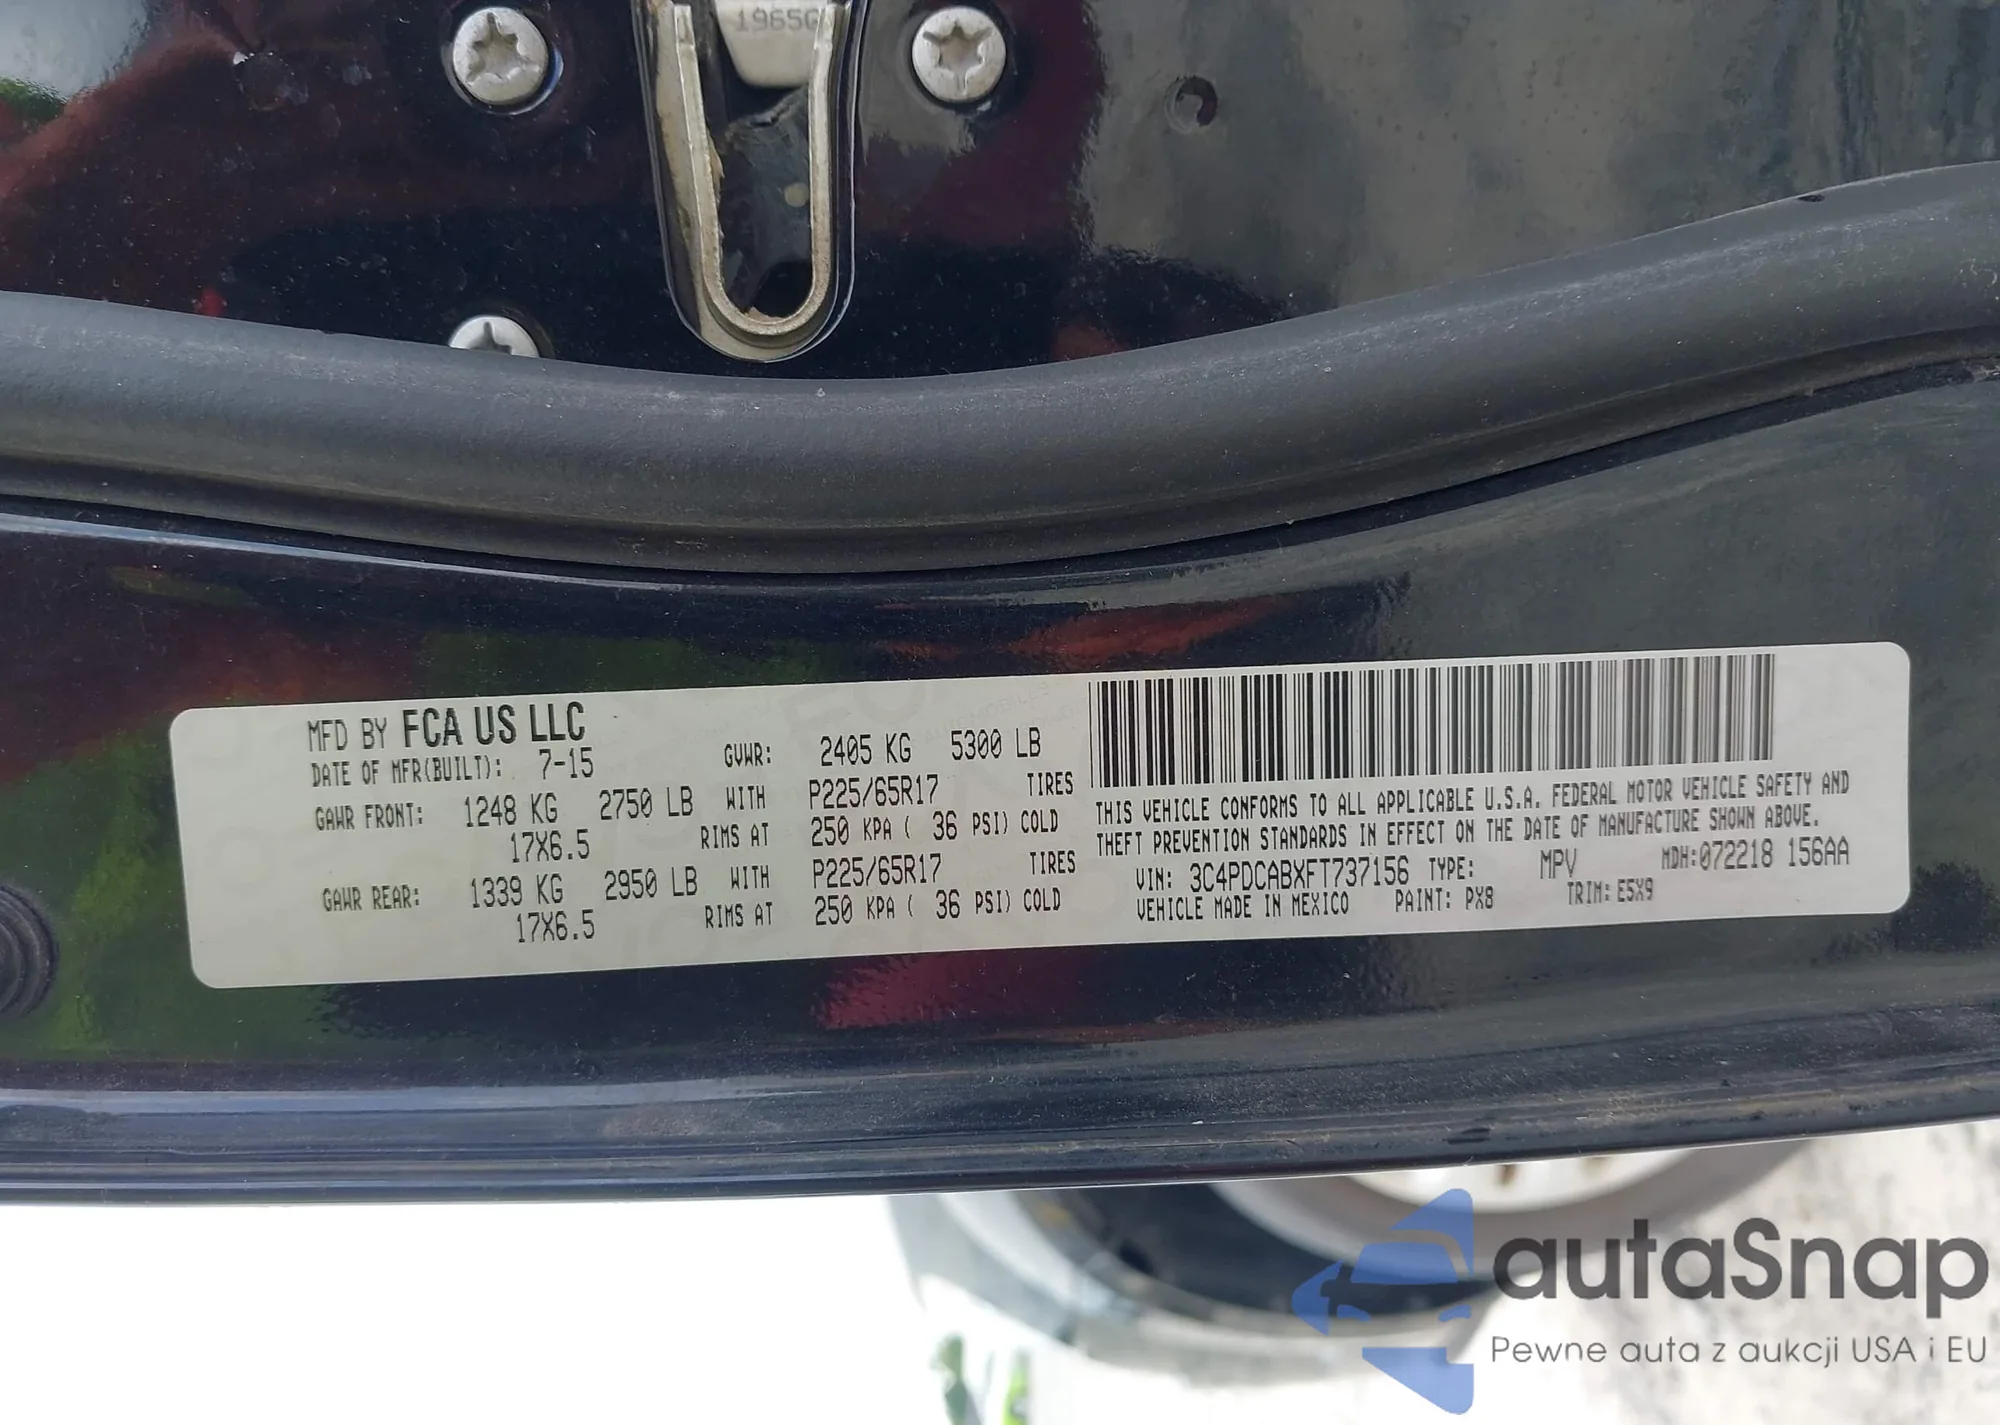 1965G
MFD BY FCA US LLC
DATE OF MFR(BUILT): 7-15 GVWR: 2405 KG 5300 LB
GAWR FRONT: 1248 KG 2750 LB WITH P225/65R17 TIRES
17X6.5 RIMS AT 250 KPA ( 36 PSI) COLD
GAWR REAR: 1339 KG 2950 LB WITH P225/65R17 TIRES
17X6.5 RIMS AT 250 KPA ( 36 PSI) COLD
THIS VEHICLE CONFORMS TO ALL APPLICABLE U.S.A. FEDERAL MOTOR VEHICLE SAFETY AND
THEFT PREVENTION STANDARDS IN EFFECT ON THE DATE OF MANUFACTURE SHOWN ABOVE.
VIN: 3C4PDCABXFT737156 TYPE: MPV MDH:072218 156AA
VEHICLE MADE IN MEXICO PAINT: PX8 TRIM: E5X9
autaSnap
Pewne auta z aukcji USA i EU